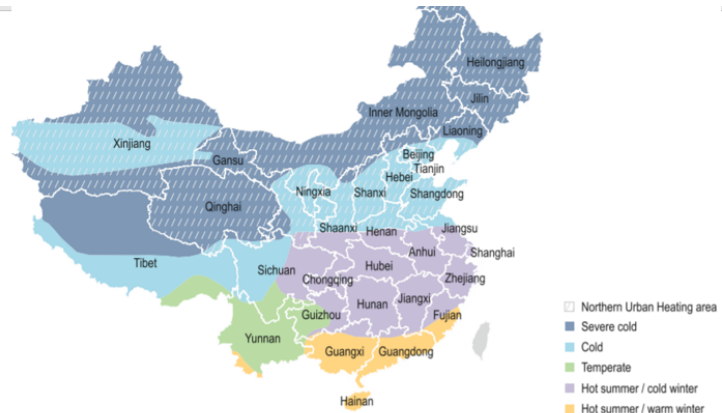 Heilongjiang
Jilin
Inner Mongolia
Liaoning
Xinjiang
Beijing
Gansu
Tianjin
Hebei
Ningxia
Shanxi
Shangdong
Qinghai
Shaanxi
Henan
Jiangsu
Anhui
Shanghai
Tibet
Sichuan
Hubei
Chongqing
Zhejiang
Hunan
Jiangxi
Guizhou
Fujian
Yunnan
Guangxi
Guangdong
Hainan
Northern Urban Heating area
Severe cold
Cold
Temperate
Hot summer / cold winter
Hot summer / warm winter